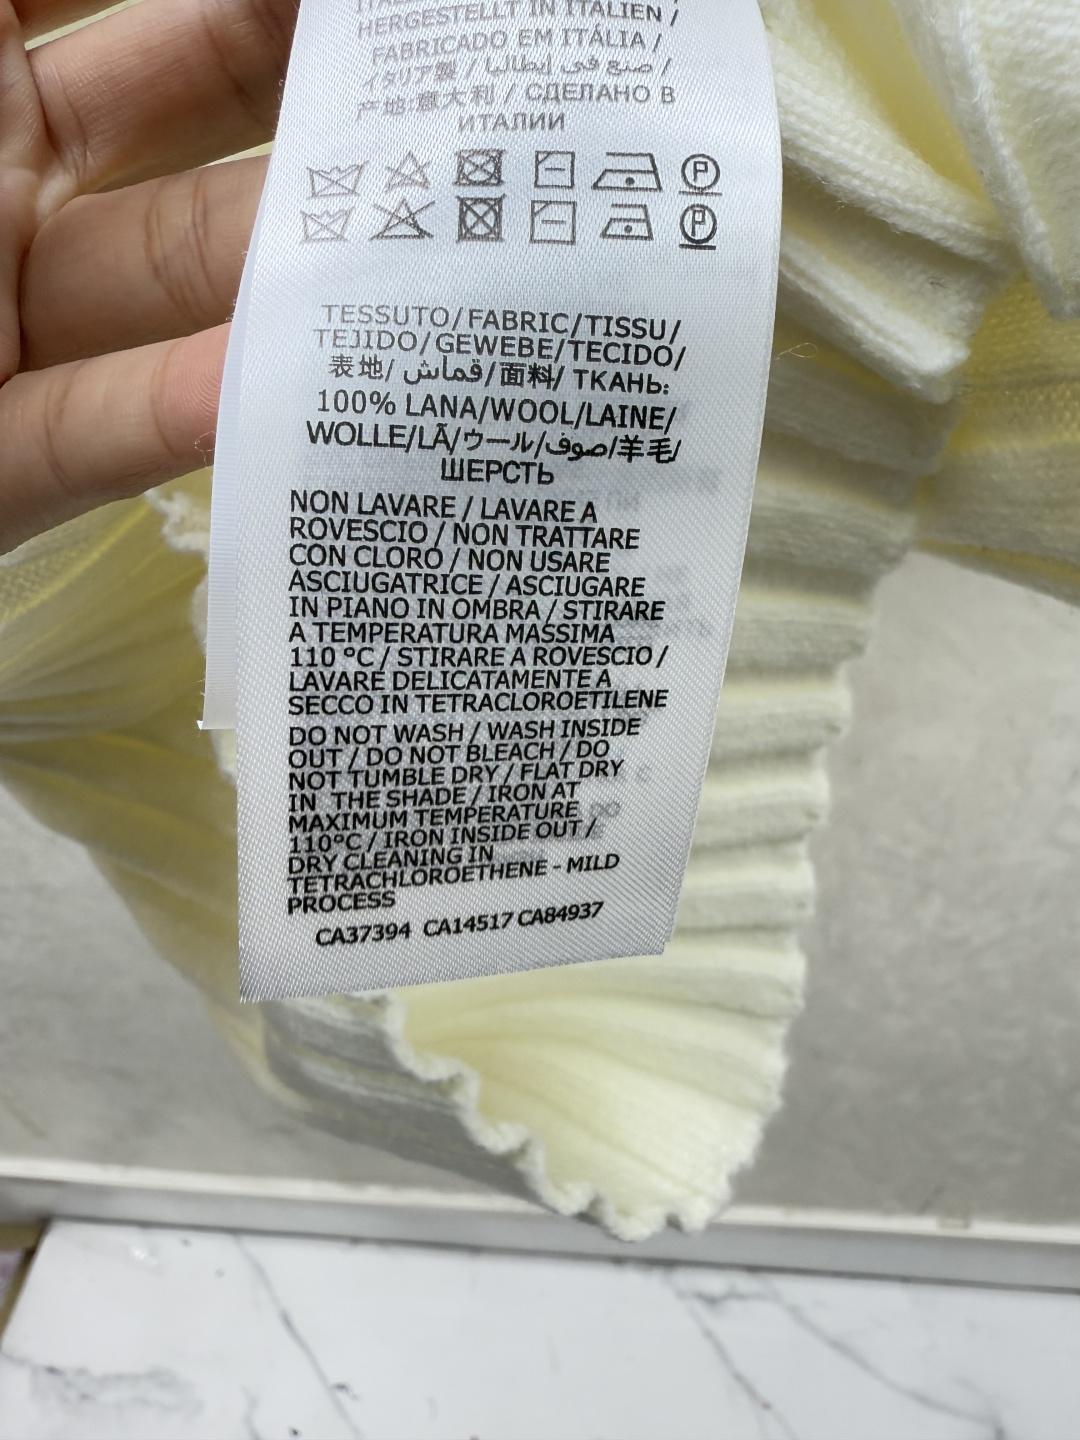 HERGESTELLT IN ITALIEN /
FABRICADO EM ITÁLIA /
イタリア製 / صنع في إيطاليا /
产地:意大利 / СДЕЛАНО В
ИТАЛИИ
P
P
TESSUTO/FABRIC/TISSU/
TEJIDO/GEWEBE/TECIDO/
表地/ قماش/面料/ ТКАНЬ:
100% LANA/WOOL/LAINE/
WOLLE/LÃ/ウール/صوف/羊毛/
ШЕРСТЬ
NON LAVARE / LAVARE A
ROVESCIO / NON TRATTARE
CON CLORO / NON USARE
ASCIUGATRICE / ASCIUGARE
IN PIANO IN OMBRA / STIRARE
A TEMPERATURA MASSIMA
110 °C / STIRARE A ROVESCIO /
LAVARE DELICATAMENTE A
SECCO IN TETRACLOROETILENE
DO NOT WASH / WASH INSIDE
OUT / DO NOT BLEACH / DO
NOT TUMBLE DRY / FLAT DRY
IN THE SHADE / IRON AT
MAXIMUM TEMPERATURE
110°C / IRON INSIDE OUT /
DRY CLEANING IN
TETRACHLOROETHENE - MILD
PROCESS
CA37394 CA14517 CA84937